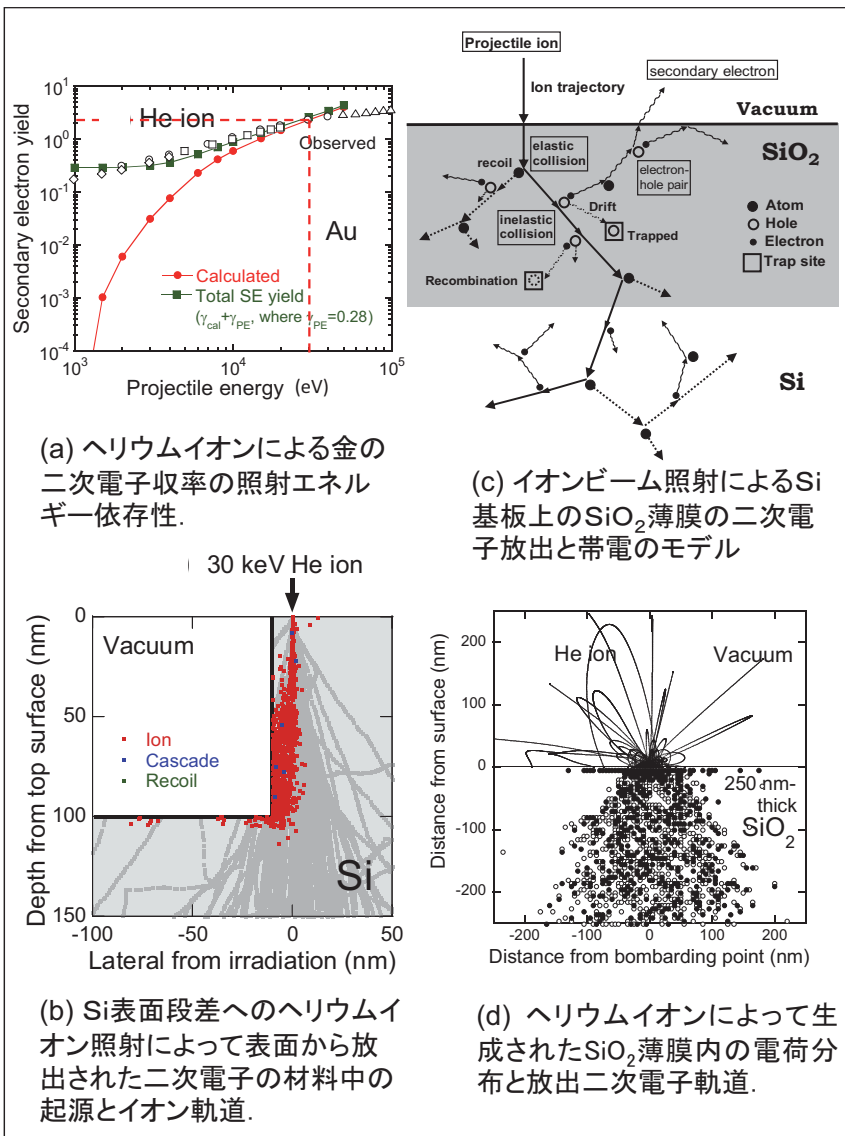 10^1
10^0
10^-1
10^-2
10^-3
10^-4
Secondary electron yield
He ion
Observed
Au
Calculated
Total SE yield
(γ_cal+γ_PE, where γ_PE=0.28)
10^3
10^4
10^5
Projectile energy (eV)
(a) ヘリウムイオンによる金の
二次電子収率の照射エネル
ギー依存性.
Projectile ion
Ion trajectory
secondary electron
Vacuum
SiO₂
elastic
collision
recoil
electron-
hole pair
Drift
inelastic
collision
Trapped
Recombination
Atom
Hole
Electron
Trap site
Si
(c) イオンビーム照射によるSi
基板上のSiO₂薄膜の二次電
子放出と帯電のモデル
30 keV He ion
0
50
100
150
Depth from top surface (nm)
Vacuum
Ion
Cascade
Recoil
Si
-100
-50
0
50
Lateral from irradiation (nm)
(b) Si表面段差へのヘリウムイ
オン照射によって表面から放
出された二次電子の材料中の
起源とイオン軌道.
200
100
0
-100
-200
Distance from surface (nm)
He ion
Vacuum
250 nm-
thick
SiO₂
-200
-100
0
100
200
Distance from bombarding point (nm)
(d) ヘリウムイオンによって生
成されたSiO₂薄膜内の電荷分
布と放出二次電子軌道.